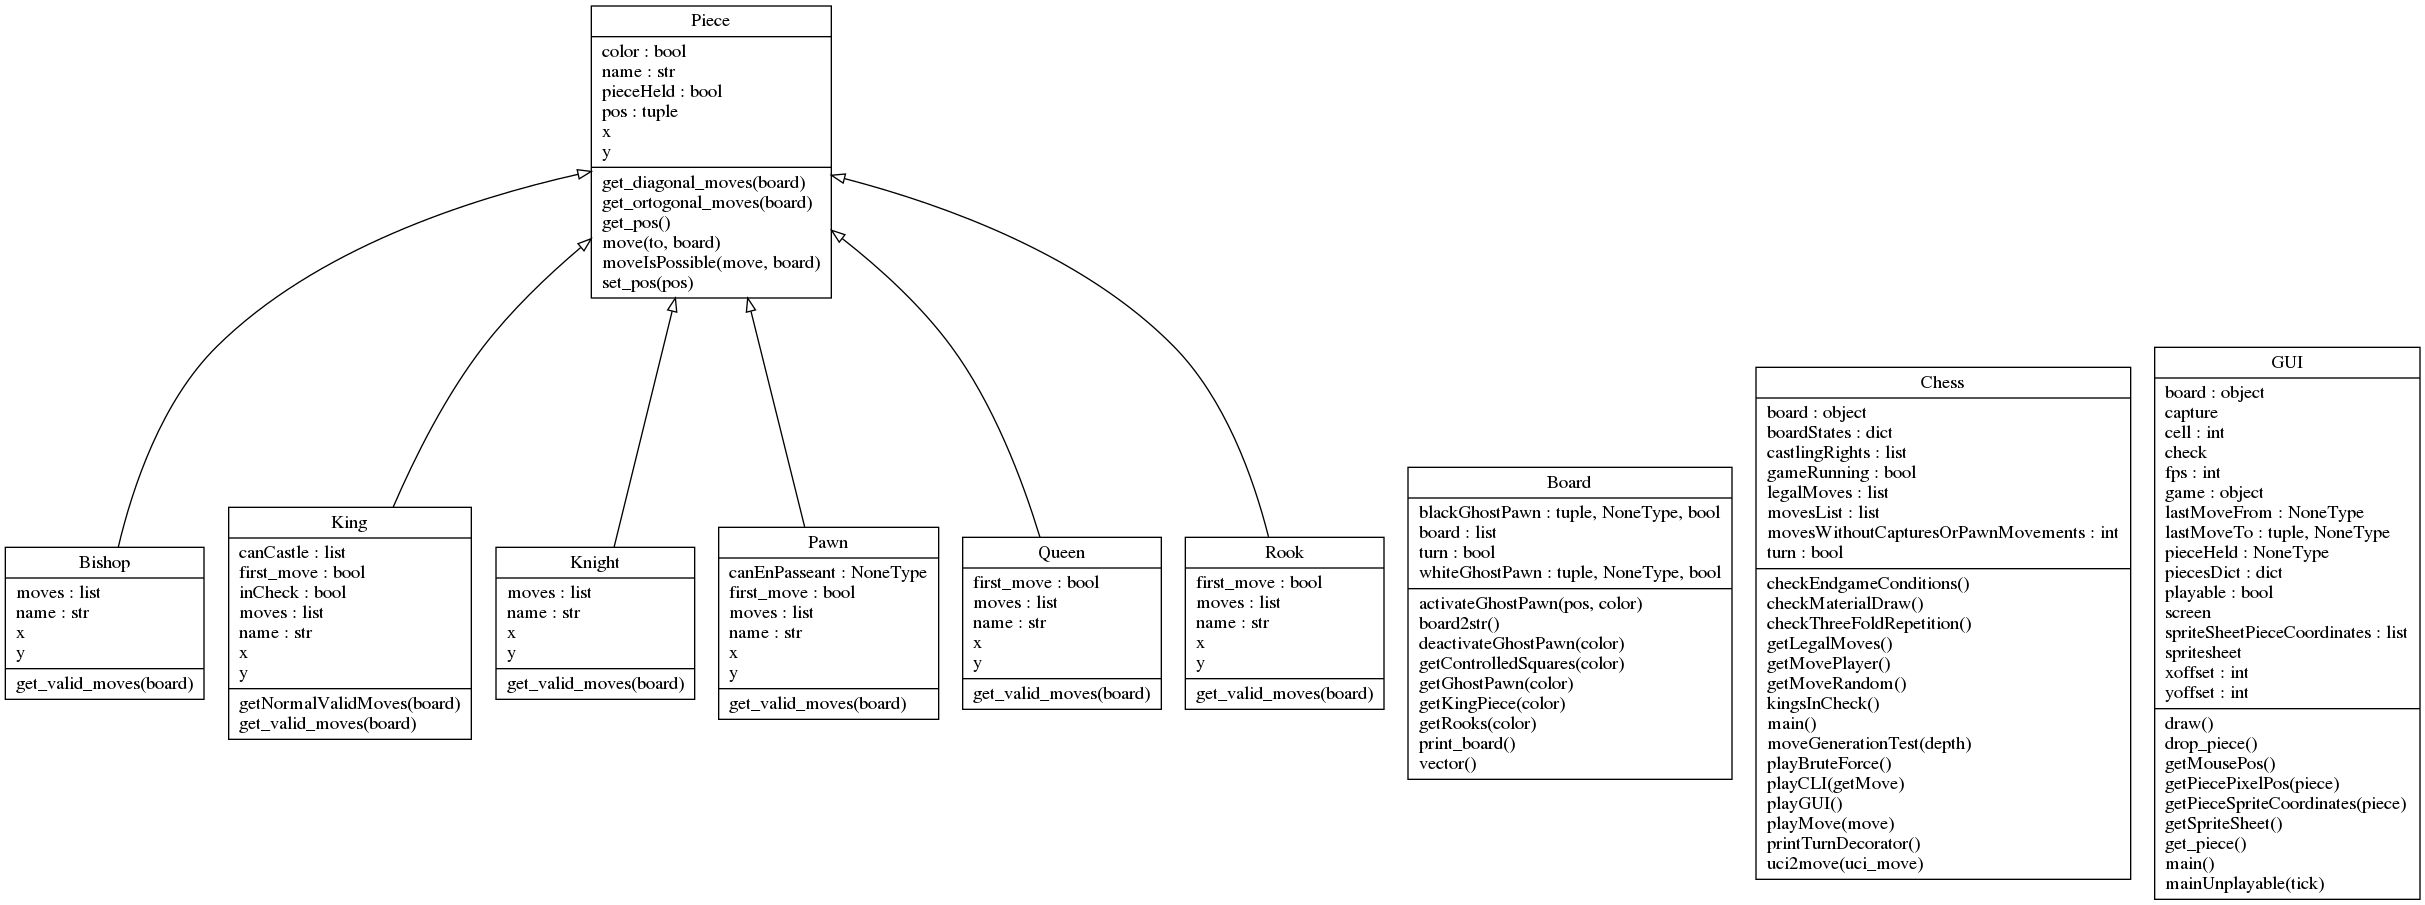 Piece
color : bool
name : str
pieceHeld : bool
pos : tuple
x
y
get_diagonal_moves(board)
get_ortogonal_moves(board)
get_pos()
move(to, board)
moveIsPossible(move, board)
set_pos(pos)
Bishop
moves : list
name : str
x
y
get_valid_moves(board)
King
canCastle : list
first_move : bool
inCheck : bool
moves : list
name : str
x
y
getNormalValidMoves(board)
get_valid_moves(board)
Knight
moves : list
name : str
x
y
get_valid_moves(board)
Pawn
canEnPasseant : NoneType
first_move : bool
moves : list
name : str
x
y
get_valid_moves(board)
Queen
first_move : bool
moves : list
name : str
x
y
get_valid_moves(board)
Rook
first_move : bool
moves : list
name : str
x
y
get_valid_moves(board)
Board
blackGhostPawn : tuple, NoneType, bool
board : list
turn : bool
whiteGhostPawn : tuple, NoneType, bool
activateGhostPawn(pos, color)
board2str()
deactivateGhostPawn(color)
getControlledSquares(color)
getGhostPawn(color)
getKingPiece(color)
getRooks(color)
print_board()
vector()
Chess
board : object
boardStates : dict
castlingRights : list
gameRunning : bool
legalMoves : list
movesList : list
movesWithoutCapturesOrPawnMovements : int
turn : bool
checkEndgameConditions()
checkMaterialDraw()
checkThreeFoldRepetition()
getLegalMoves()
getMovePlayer()
getMoveRandom()
kingsInCheck()
main()
moveGenerationTest(depth)
playBruteForce()
playCLI(getMove)
playGUI()
playMove(move)
printTurnDecorator()
uci2move(uci_move)
GUI
board : object
capture
cell : int
check
fps : int
game : object
lastMoveFrom : NoneType
lastMoveTo : tuple, NoneType
pieceHeld : NoneType
piecesDict : dict
playable : bool
screen
spriteSheetPieceCoordinates : list
spritesheet
xoffset : int
yoffset : int
draw()
drop_piece()
getMousePos()
getPiecePixelPos(piece)
getPieceSpriteCoordinates(piece)
getSpriteSheet()
get_piece()
main()
mainUnplayable(tick)